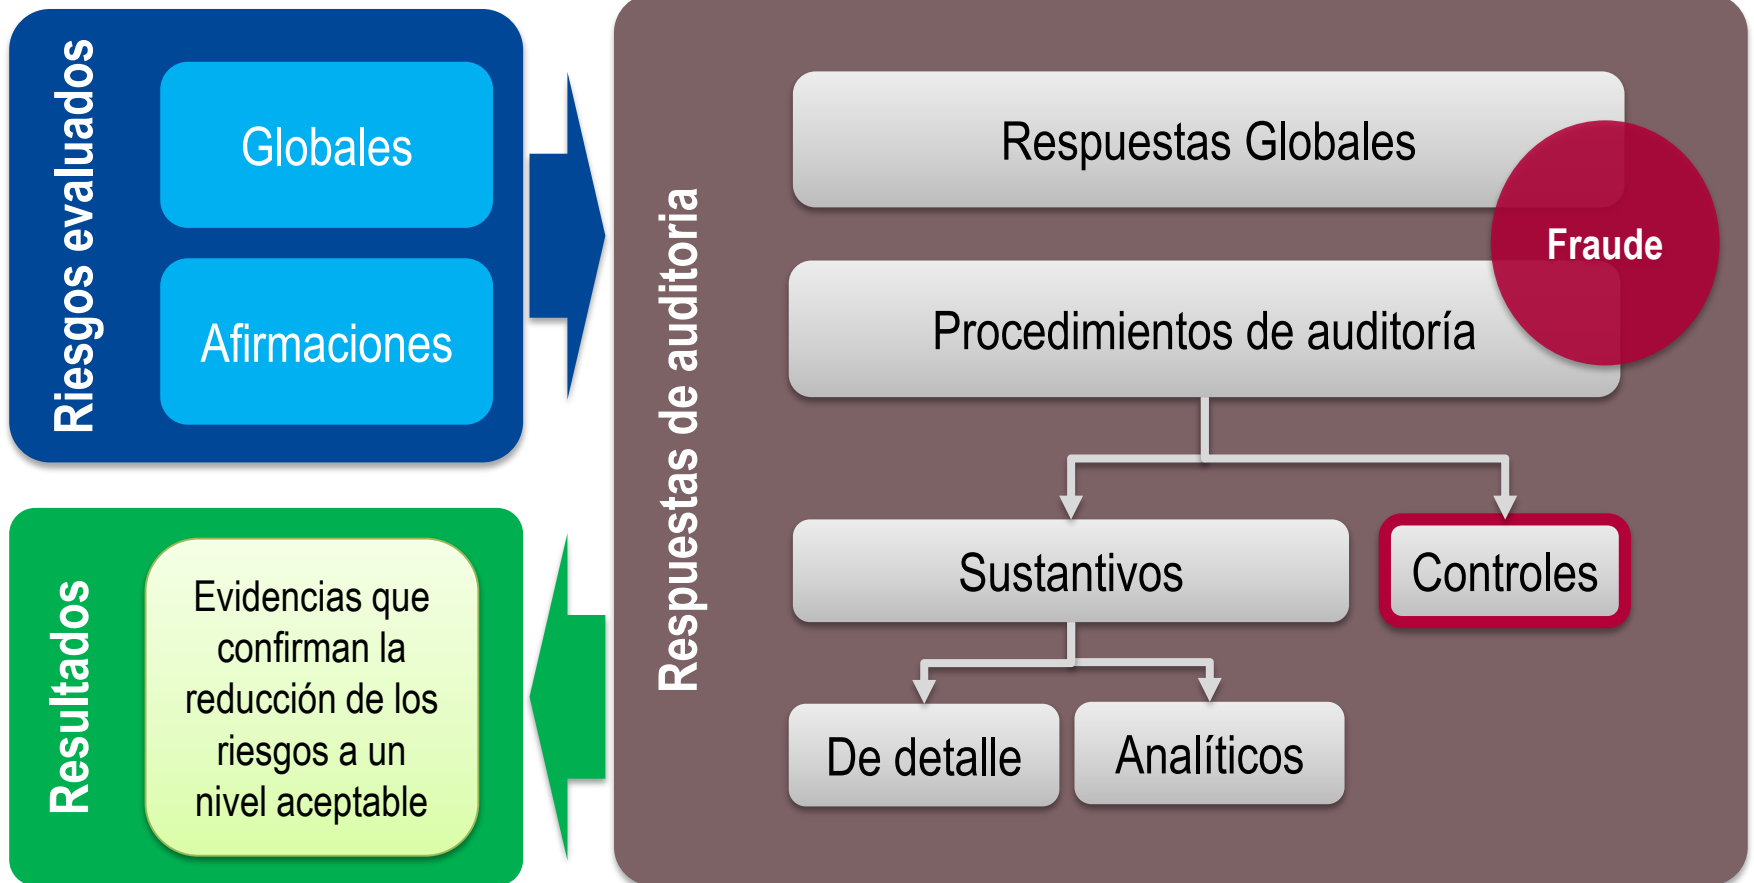 Riesgos evaluados
Globales
Afirmaciones
Respuestas de auditoria
Respuestas Globales
Fraude
Procedimientos de auditoría
Sustantivos
Controles
De detalle
Analíticos
Resultados
Evidencias que
confirman la
reducción de los
riesgos a un
nivel aceptable